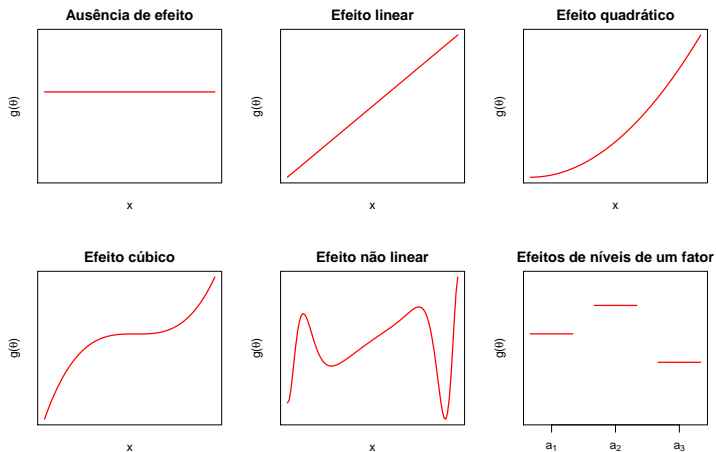 Ausência de efeito
g(θ)
x
Efeito linear
g(θ)
x
Efeito quadrático
g(θ)
x
Efeito cúbico
g(θ)
x
Efeito não linear
g(θ)
x
Efeitos de níveis de um fator
g(θ)
a₁ a₂ a₃